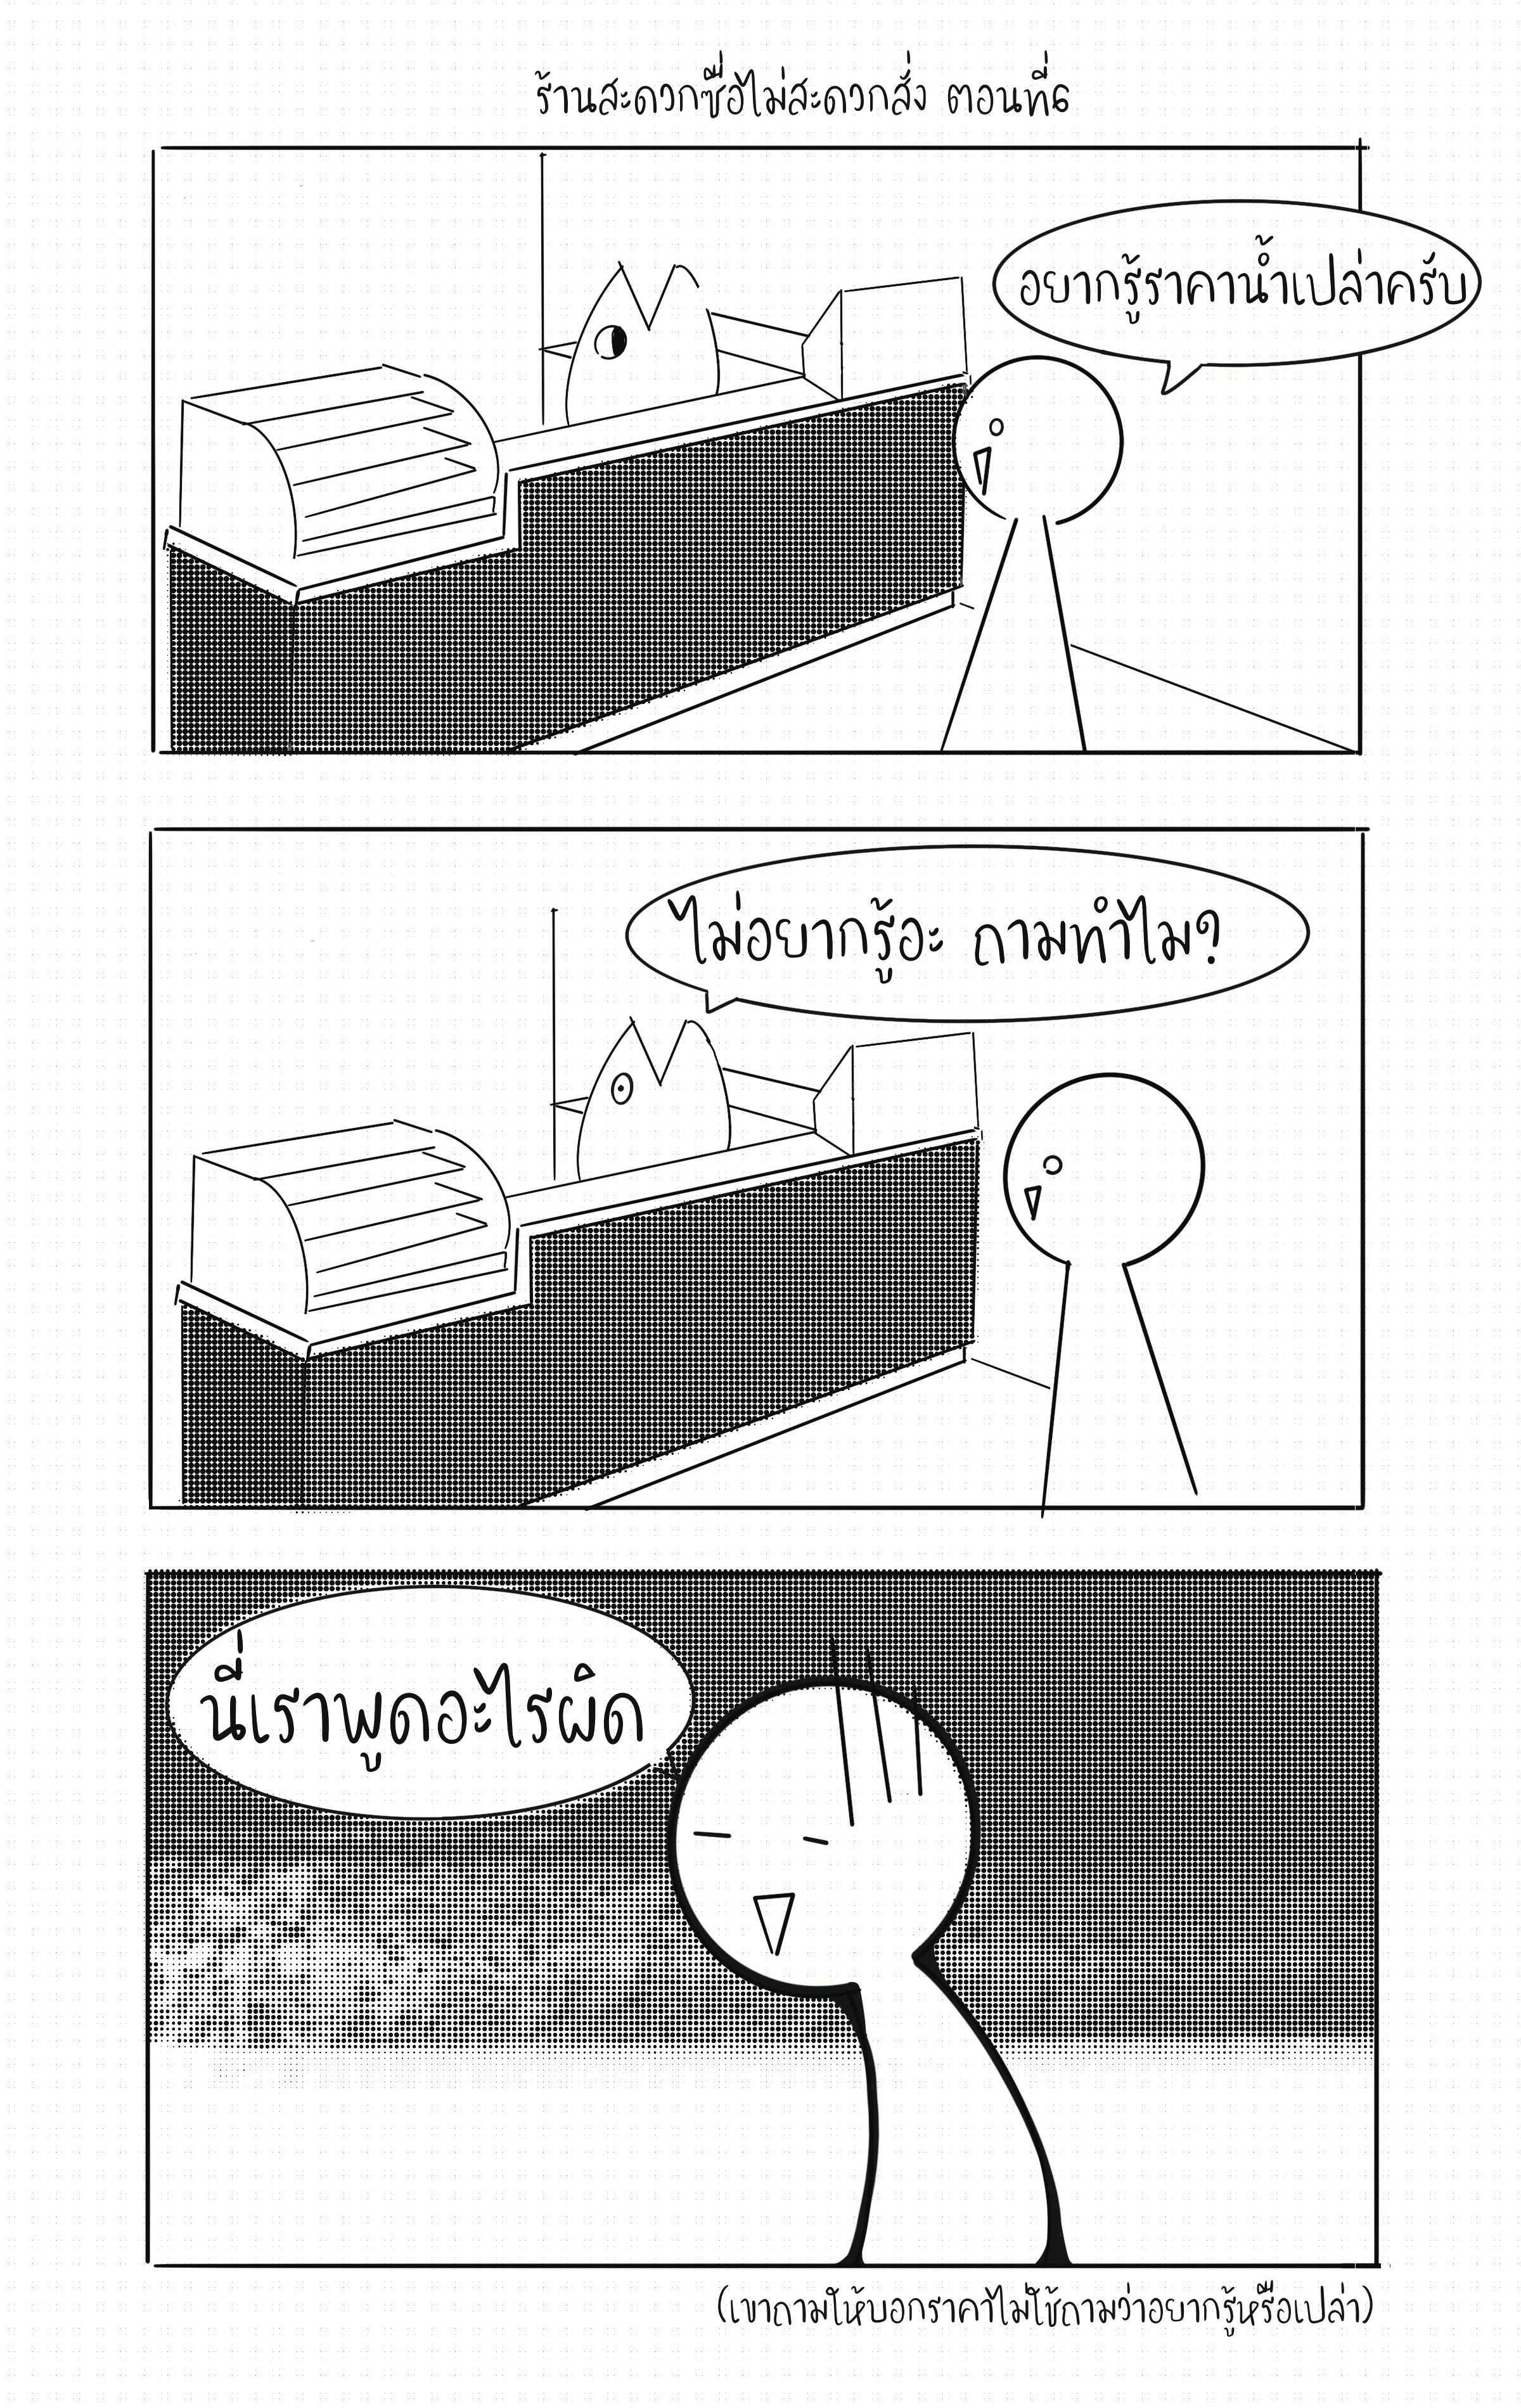 ร้านสะดวกซื้อไม่สะดวกสั่ง ตอนที่6
อยากรู้ราคาน้ำเปล่าครับ
ไม่อยากรู้อะ ถามทำไม?
นี่เราพูดอะไรผิด
(เขาถามให้บอกราคาไม่ใช้ถามว่าอยากรู้หรือเปล่า)